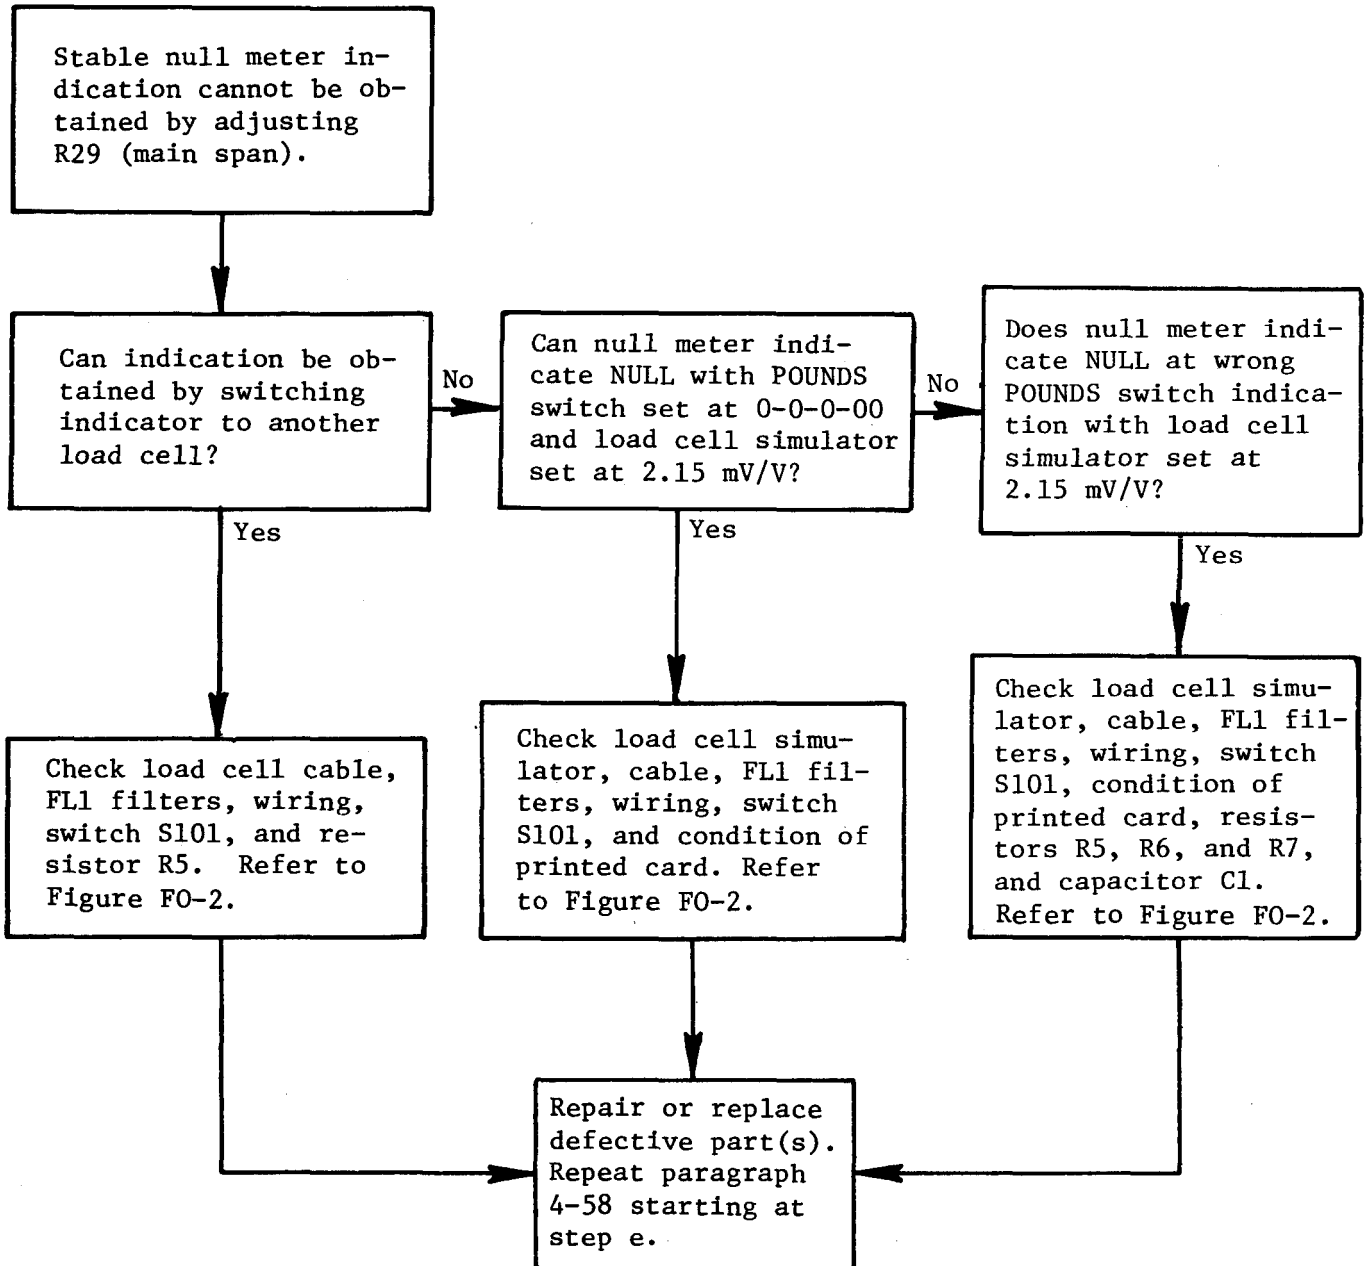 Stable null meter in-
dication cannot be ob-
tained by adjusting
R29 (main span).
Can indication be ob-
tained by switching
indicator to another
load cell?
No
Yes
Can null meter indi-
cate NULL with POUNDS
switch set at 0-0-0-00
and load cell simulator
set at 2.15 mV/V?
No
Yes
Does null meter indi-
cate NULL at wrong
POUNDS switch indica-
tion with load cell
simulator set at
2.15 mV/V?
Yes
Check load cell cable,
FL1 filters, wiring,
switch S101, and re-
sistor R5. Refer to
Figure FO-2.
Check load cell simu-
lator, cable, FL1 fil-
ters, wiring, switch
S101, and condition of
printed card. Refer
to Figure FO-2.
Check load cell simu-
lator, cable, FL1 fil-
ters, wiring, switch
S101, condition of
printed card, resis-
tors R5, R6, and R7,
and capacitor C1.
Refer to Figure FO-2.
Repair or replace
defective part(s).
Repeat paragraph
4-58 starting at
step e.